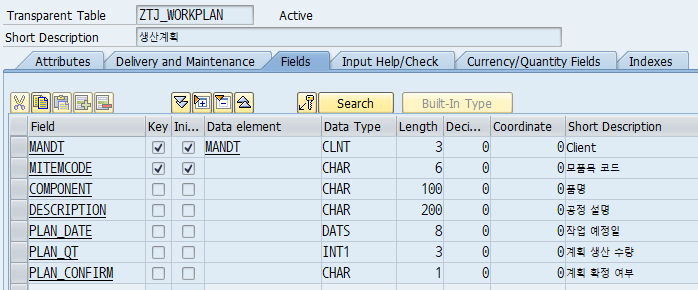 Transparent Table ZTJ_WORKPLAN Active
Short Description 생산계획
Attributes Delivery and Maintenance Fields Input Help/Check Currency/Quantity Fields Indexes
Search Built-In Type
Field Key Ini... Data element Data Type Length Deci... Coordinate Short Description
MANDT MANDT CLNT 3 0 0 Client
MITEMCODE CHAR 6 0 0 모품목 코드
COMPONENT CHAR 100 0 0 품명
DESCRIPTION CHAR 200 0 0 공정 설명
PLAN_DATE DATS 8 0 0 작업 예정일
PLAN_QT INT1 3 0 0 계획 생산 수량
PLAN_CONFIRM CHAR 1 0 0 계획 확정 여부